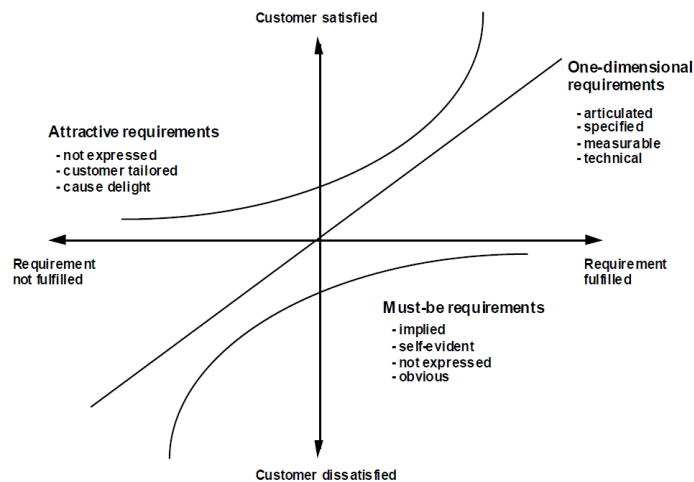 Customer satisfied
One-dimensional
requirements
- articulated
- specified
- measurable
- technical
Attractive requirements
- not expressed
- customer tailored
- cause delight
Requirement
not fulfilled
Requirement
fulfilled
Must-be requirements
- implied
- self-evident
- not expressed
- obvious
Customer dissatisfied